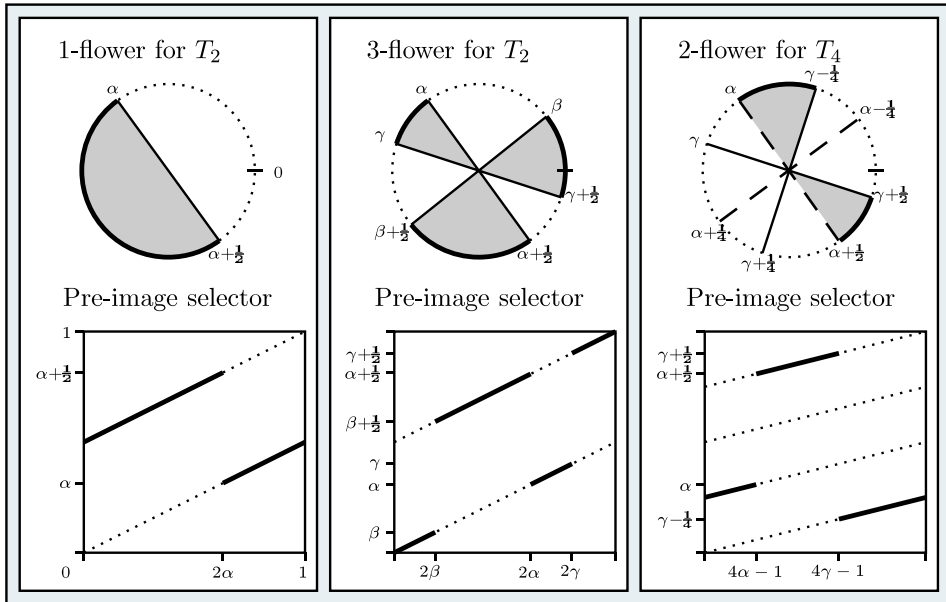 1-flower for T₂
α
0
α+½
Pre-image selector
1
α+½
α
0
2α
1
3-flower for T₂
α
β
γ
γ+½
β+½
α+½
Pre-image selector
γ+½
α+½
β+½
γ
α
β
2β
2α
2γ
2-flower for T₄
γ−¼
α
α−¼
γ
γ+½
α+¼
α+½
γ+¼
Pre-image selector
γ+½
α+½
α
γ−¼
4α − 1
4γ − 1